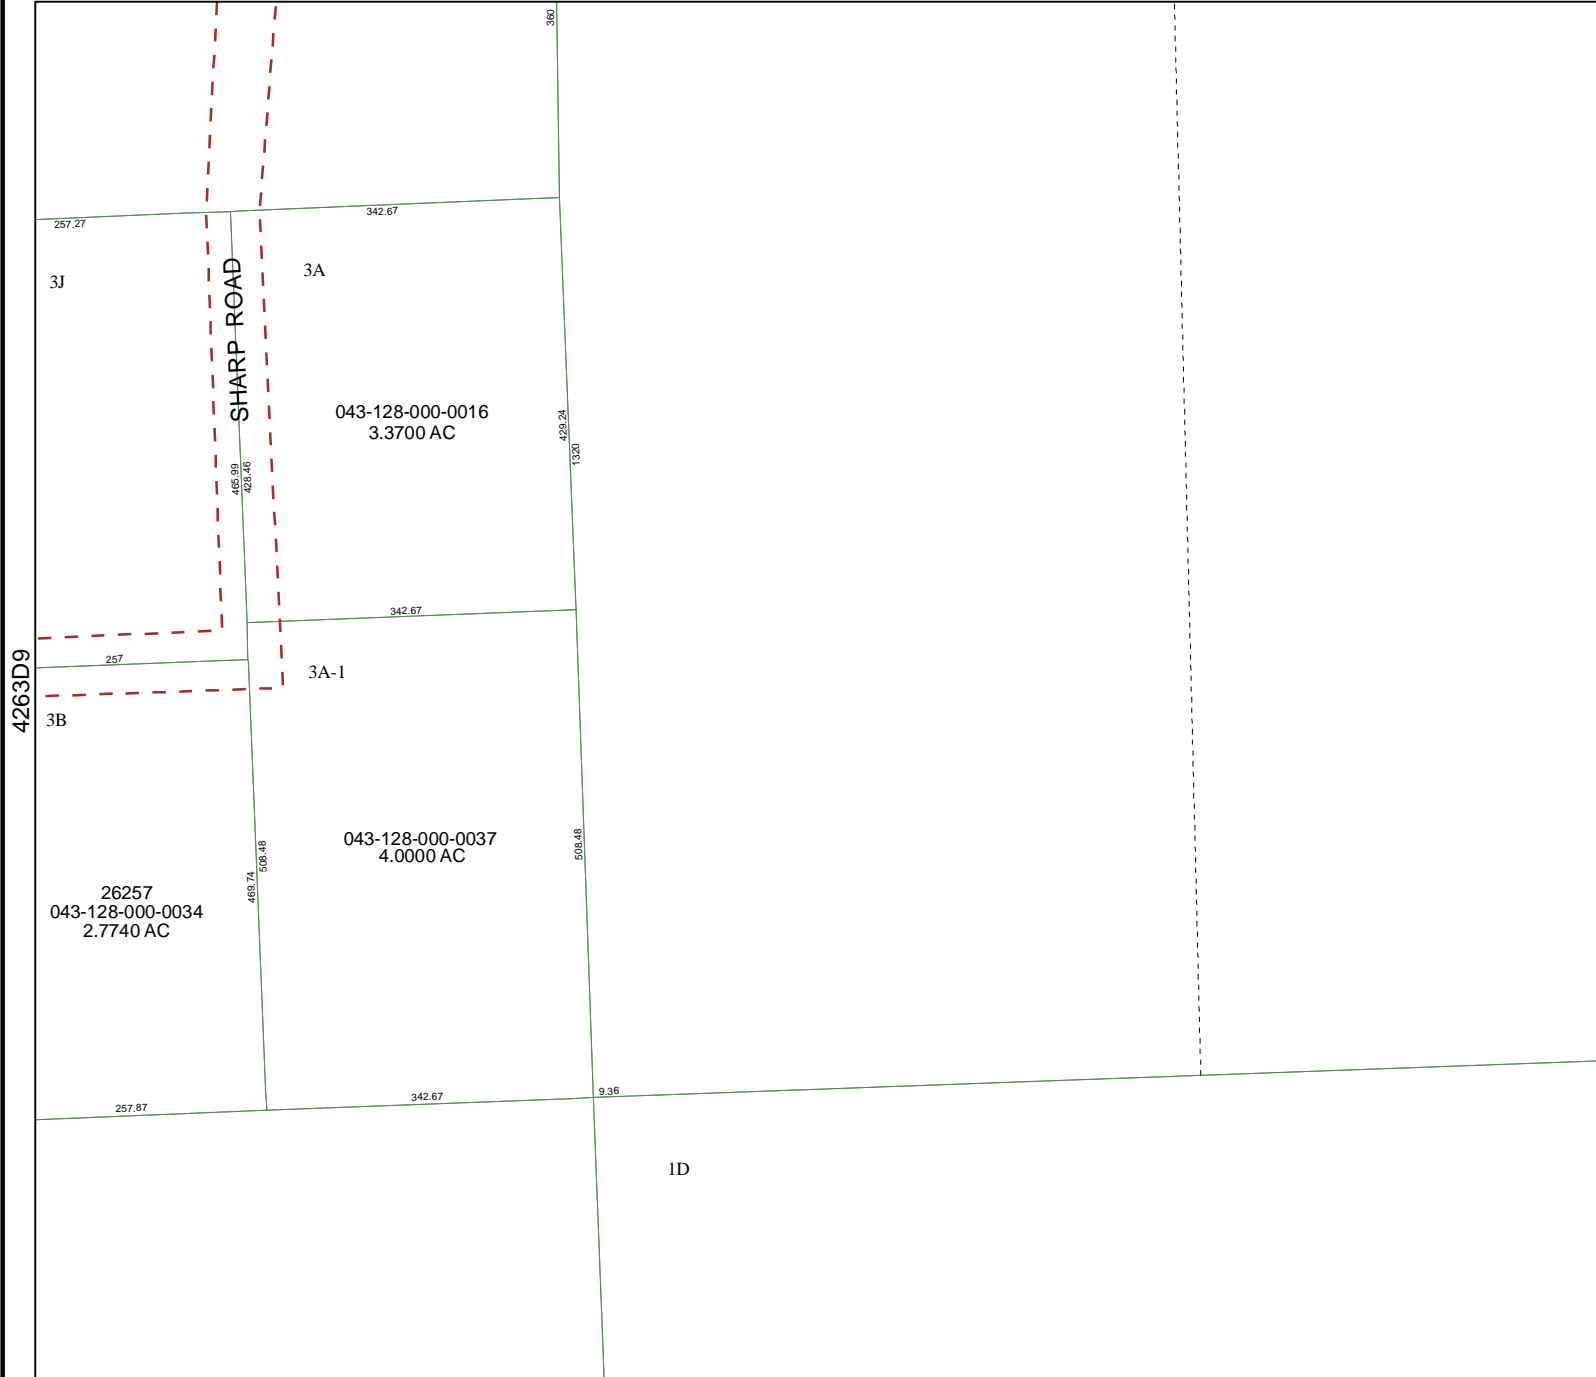 360
257.27
342.67
3J
3A
SHARP ROAD
043-128-000-0016
3.3700 AC
429.24
1320
465.99
428.46
342.67
257
3A-1
4263D9
3B
043-128-000-0037
4.0000 AC
508.48
508.48
469.74
26257
043-128-000-0034
2.7740 AC
257.87
342.67
9.36
1D